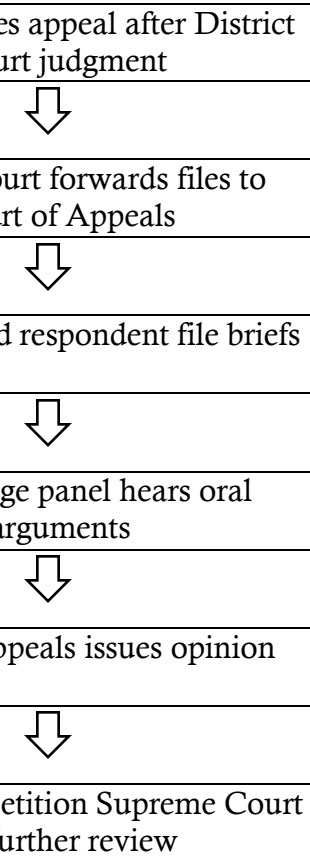 es appeal after District
urt judgment
ourt forwards files to
rt of Appeals
d respondent file briefs
ge panel hears oral
arguments
ppeals issues opinion
etition Supreme Court
urther review